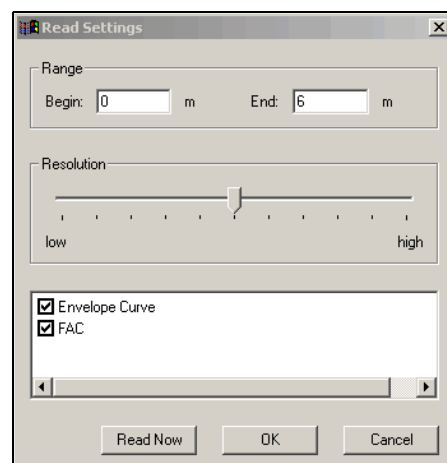 Read Settings
Range
Begin: 0 m End: 6 m
Resolution
low high
Envelope Curve
FAC
Read Now OK Cancel